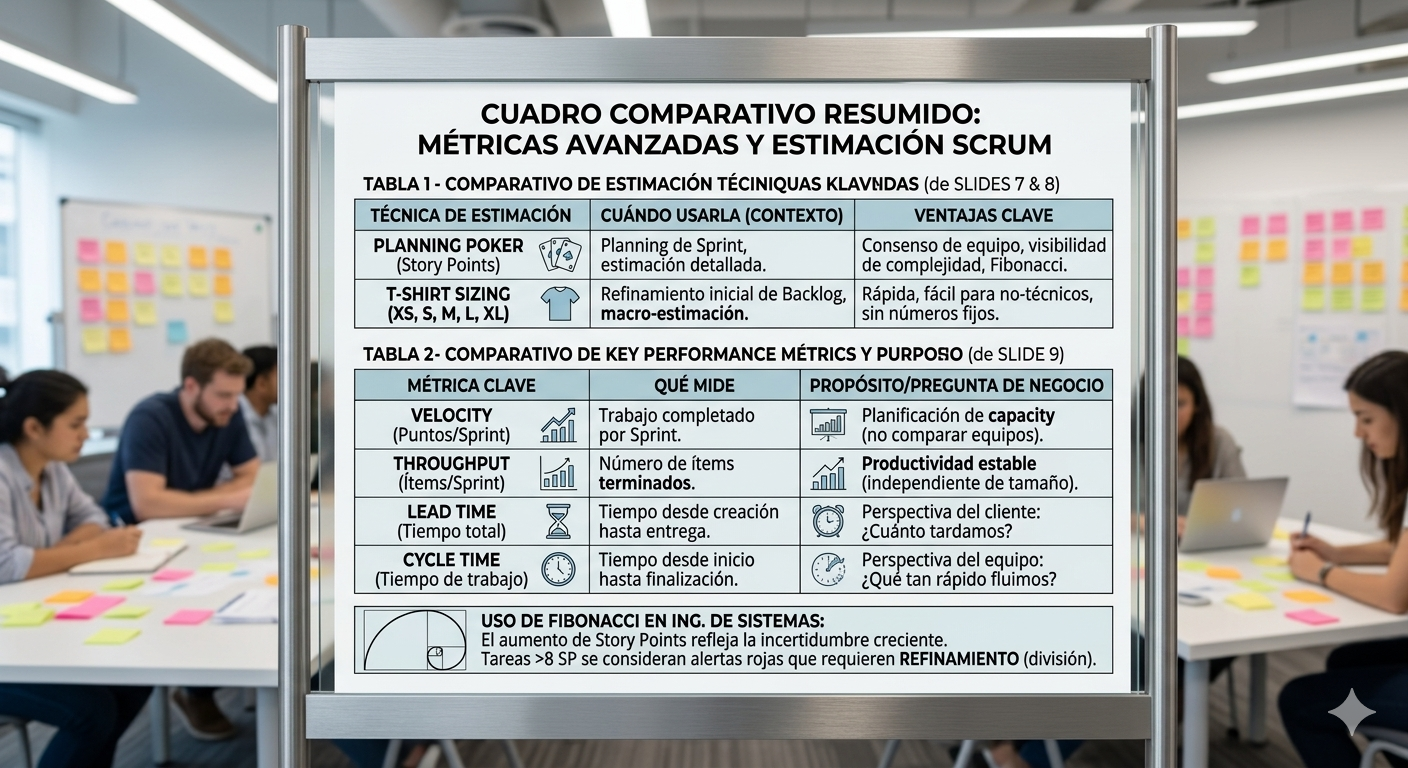 CUADRO COMPARATIVO RESUMIDO:
MÉTRICAS AVANZADAS Y ESTIMACIÓN SCRUM
TABLA 1 - COMPARATIVO DE ESTIMACIÓN TÉCINIQUAS (de SLIDES 7 & 8)
TÉCNICA DE ESTIMACIÓN CUÁNDO USARLA (CONTEXTO) VENTAJAS CLAVE
PLANNING POKER
(Story Points)
Planning de Sprint,
estimación detallada.
Consenso de equipo, visibilidad
de complejidad, Fibonacci.
T-SHIRT SIZING
(XS, S, M, L, XL)
Refinamiento inicial de Backlog,
macro-estimación.
Rápida, fácil para no-técnicos,
sin números fijos.
TABLA 2- COMPARATIVO DE KEY PERFORMANCE MÉTRICS Y PURPOSO (de SLIDE 9)
MÉTRICA CLAVE QUÉ MIDE PROPÓSITO/PREGUNTA DE NEGOCIO
VELOCITY
(Puntos/Sprint)
Trabajo completado
por Sprint.
Planificación de capacity
(no comparar equipos).
THROUGHPUT
(Ítems/Sprint)
Número de ítems
terminados.
Productividad estable
(independiente de tamaño).
LEAD TIME
(Tiempo total)
Tiempo desde creación
hasta entrega.
Perspectiva del cliente:
¿Cuánto tardamos?
CYCLE TIME
(Tiempo de trabajo)
Tiempo desde inicio
hasta finalización.
Perspectiva del equipo:
¿Qué tan rápido fluimos?
USO DE FIBONACCI EN ING. DE SISTEMAS:
El aumento de Story Points refleja la incertidumbre creciente.
Tareas >8 SP se consideran alertas rojas que requieren REFINAMIENTO (división).